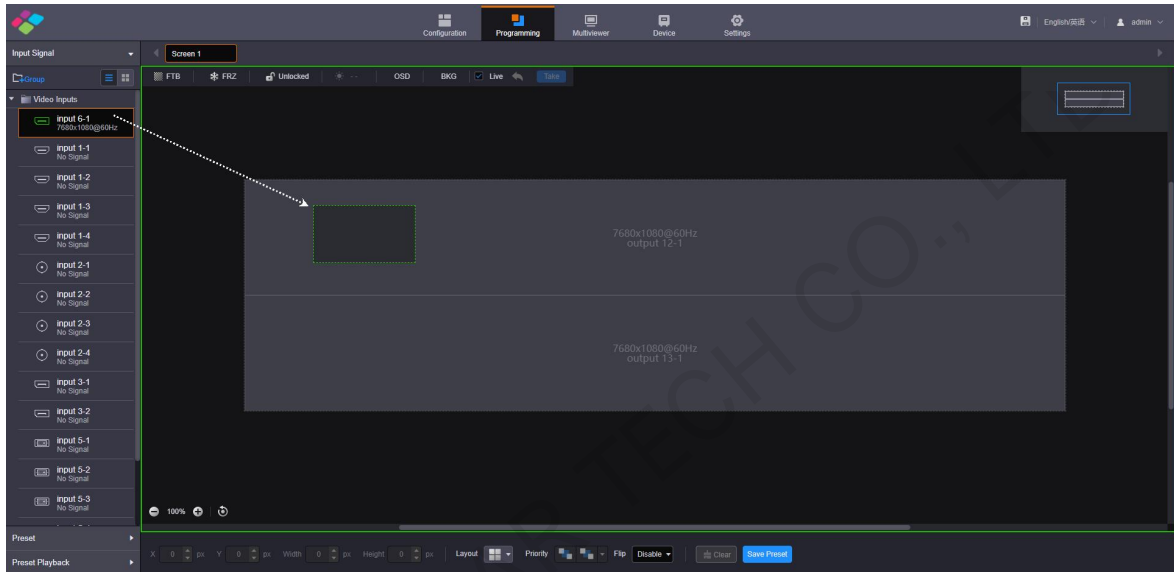 Configuration
Programming
Multiviewer
Device
Settings
English/英语
admin
Input Signal
Screen 1
Group
FTB
FRZ
Unlocked
--
OSD
BKG
Live
Take
Video Inputs
input 6-1
7680x1080@60Hz
input 1-1
No Signal
input 1-2
No Signal
input 1-3
No Signal
input 1-4
No Signal
input 2-1
No Signal
input 2-2
No Signal
input 2-3
No Signal
input 2-4
No Signal
input 3-1
No Signal
input 3-2
No Signal
input 5-1
No Signal
input 5-2
No Signal
input 5-3
No Signal
7680x1080@60Hz
output 12-1
7680x1080@60Hz
output 13-1
100%
Preset
Preset Playback
X 0 px Y 0 px Width 0 px Height 0 px Layout Priority Flip Disable Clear Save Preset
TECH CO., LTD